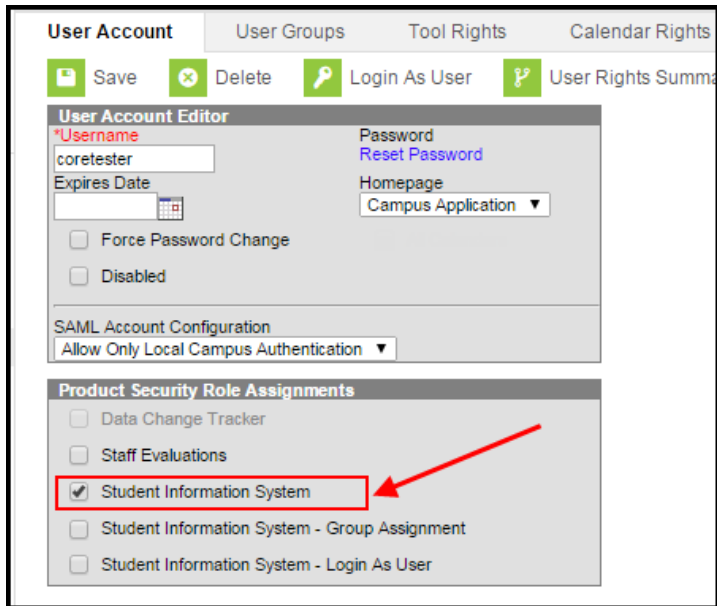 User Account User Groups Tool Rights Calendar Rights
Save Delete Login As User User Rights Summa
User Account Editor
*Username Password
coretester Reset Password
Expires Date Homepage
Campus Application
Force Password Change
Disabled
SAML Account Configuration
Allow Only Local Campus Authentication
Product Security Role Assignments
Data Change Tracker
Staff Evaluations
Student Information System
Student Information System - Group Assignment
Student Information System - Login As User